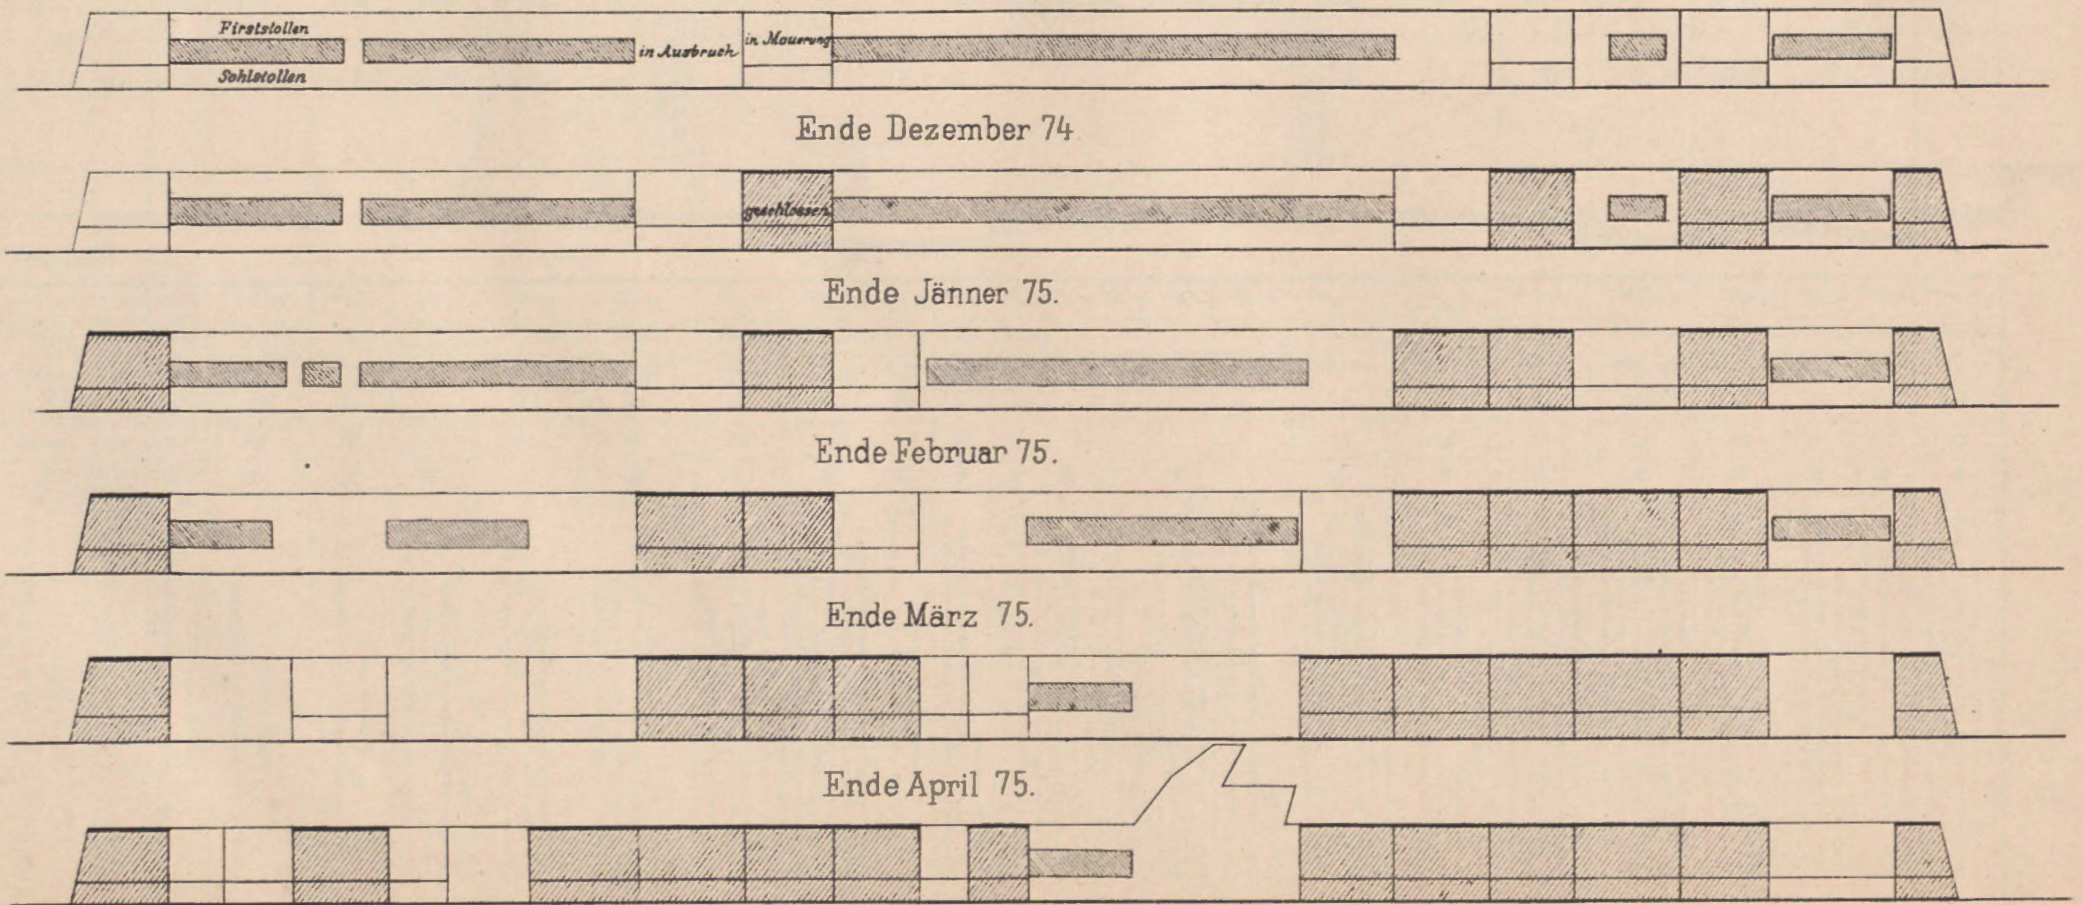 Firststollen
in Ausbruch
in Mauerung
Sohlstollen
Ende Dezember 74
geschlossen
Ende Jänner 75.
Ende Februar 75.
Ende März 75.
Ende April 75.